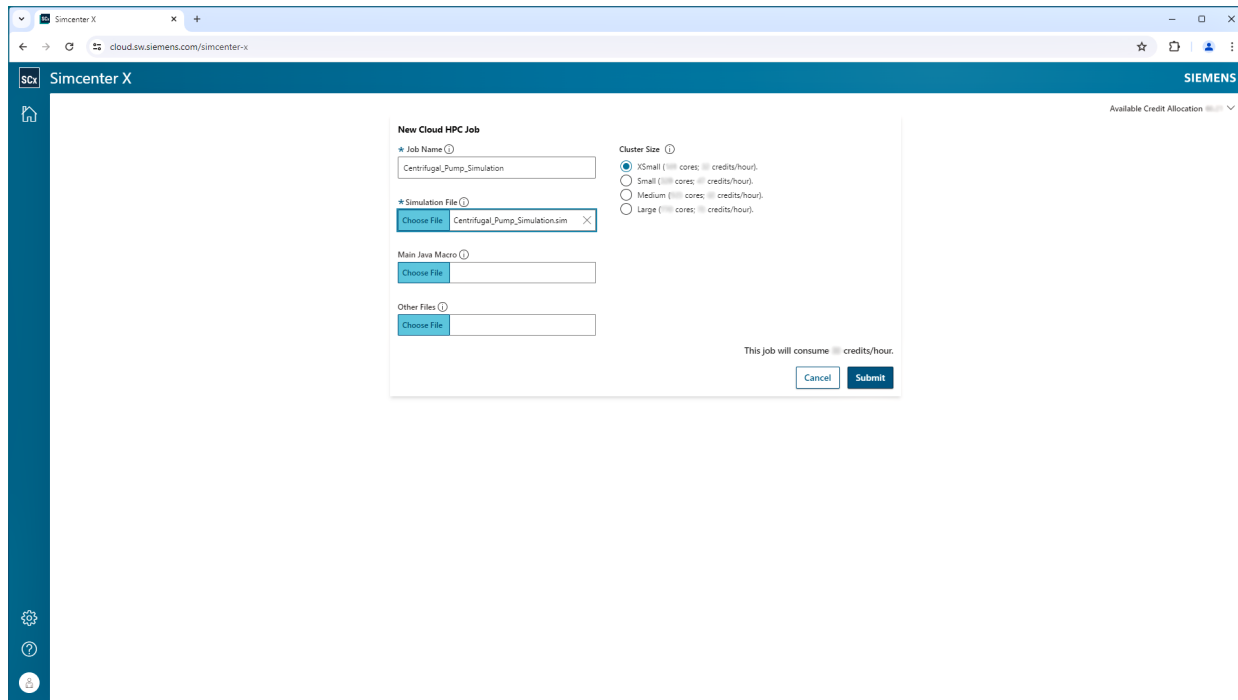 SCx Simcenter X
cloud.sw.siemens.com/simcenter-x
SCx Simcenter X
SIEMENS
Available Credit Allocation
New Cloud HPC Job
* Job Name
Centrifugal_Pump_Simulation
* Simulation File
Choose File Centrifugal_Pump_Simulation.sim
Main Java Macro
Choose File
Other Files
Choose File
Cluster Size
XSmall ( cores; credits/hour).
Small ( cores; credits/hour).
Medium ( cores; credits/hour).
Large ( cores; credits/hour).
This job will consume credits/hour.
Cancel Submit